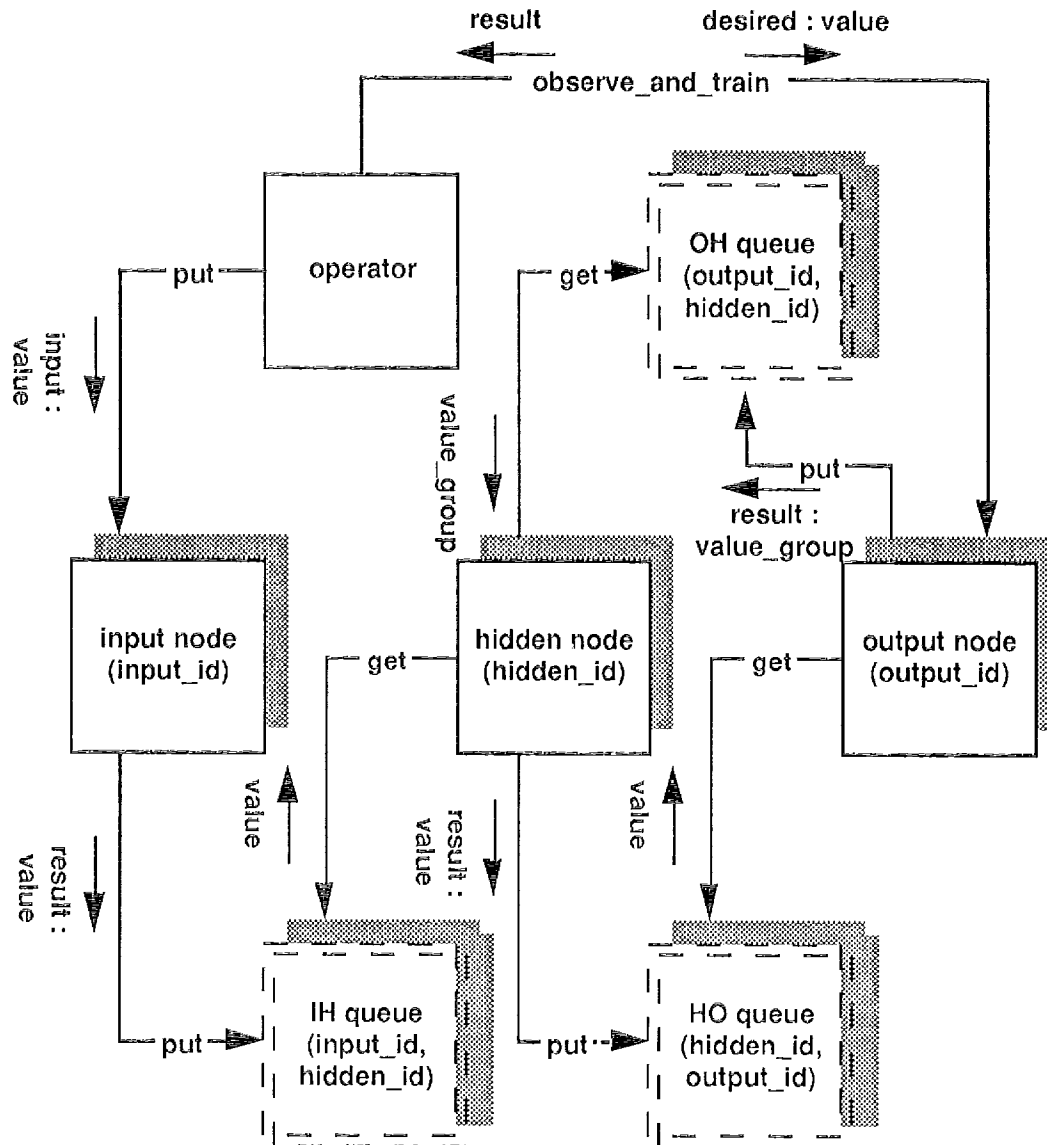 result
desired : value
observe_and_train
operator
put
input :
value
OH queue
(output_id,
hidden_id)
get
value_group
put
result :
value_group
input node
(input_id)
hidden node
(hidden_id)
output node
(output_id)
get
get
value
result :
value
value
result :
value
IH queue
(input_id,
hidden_id)
put
HO queue
(hidden_id,
output_id)
put